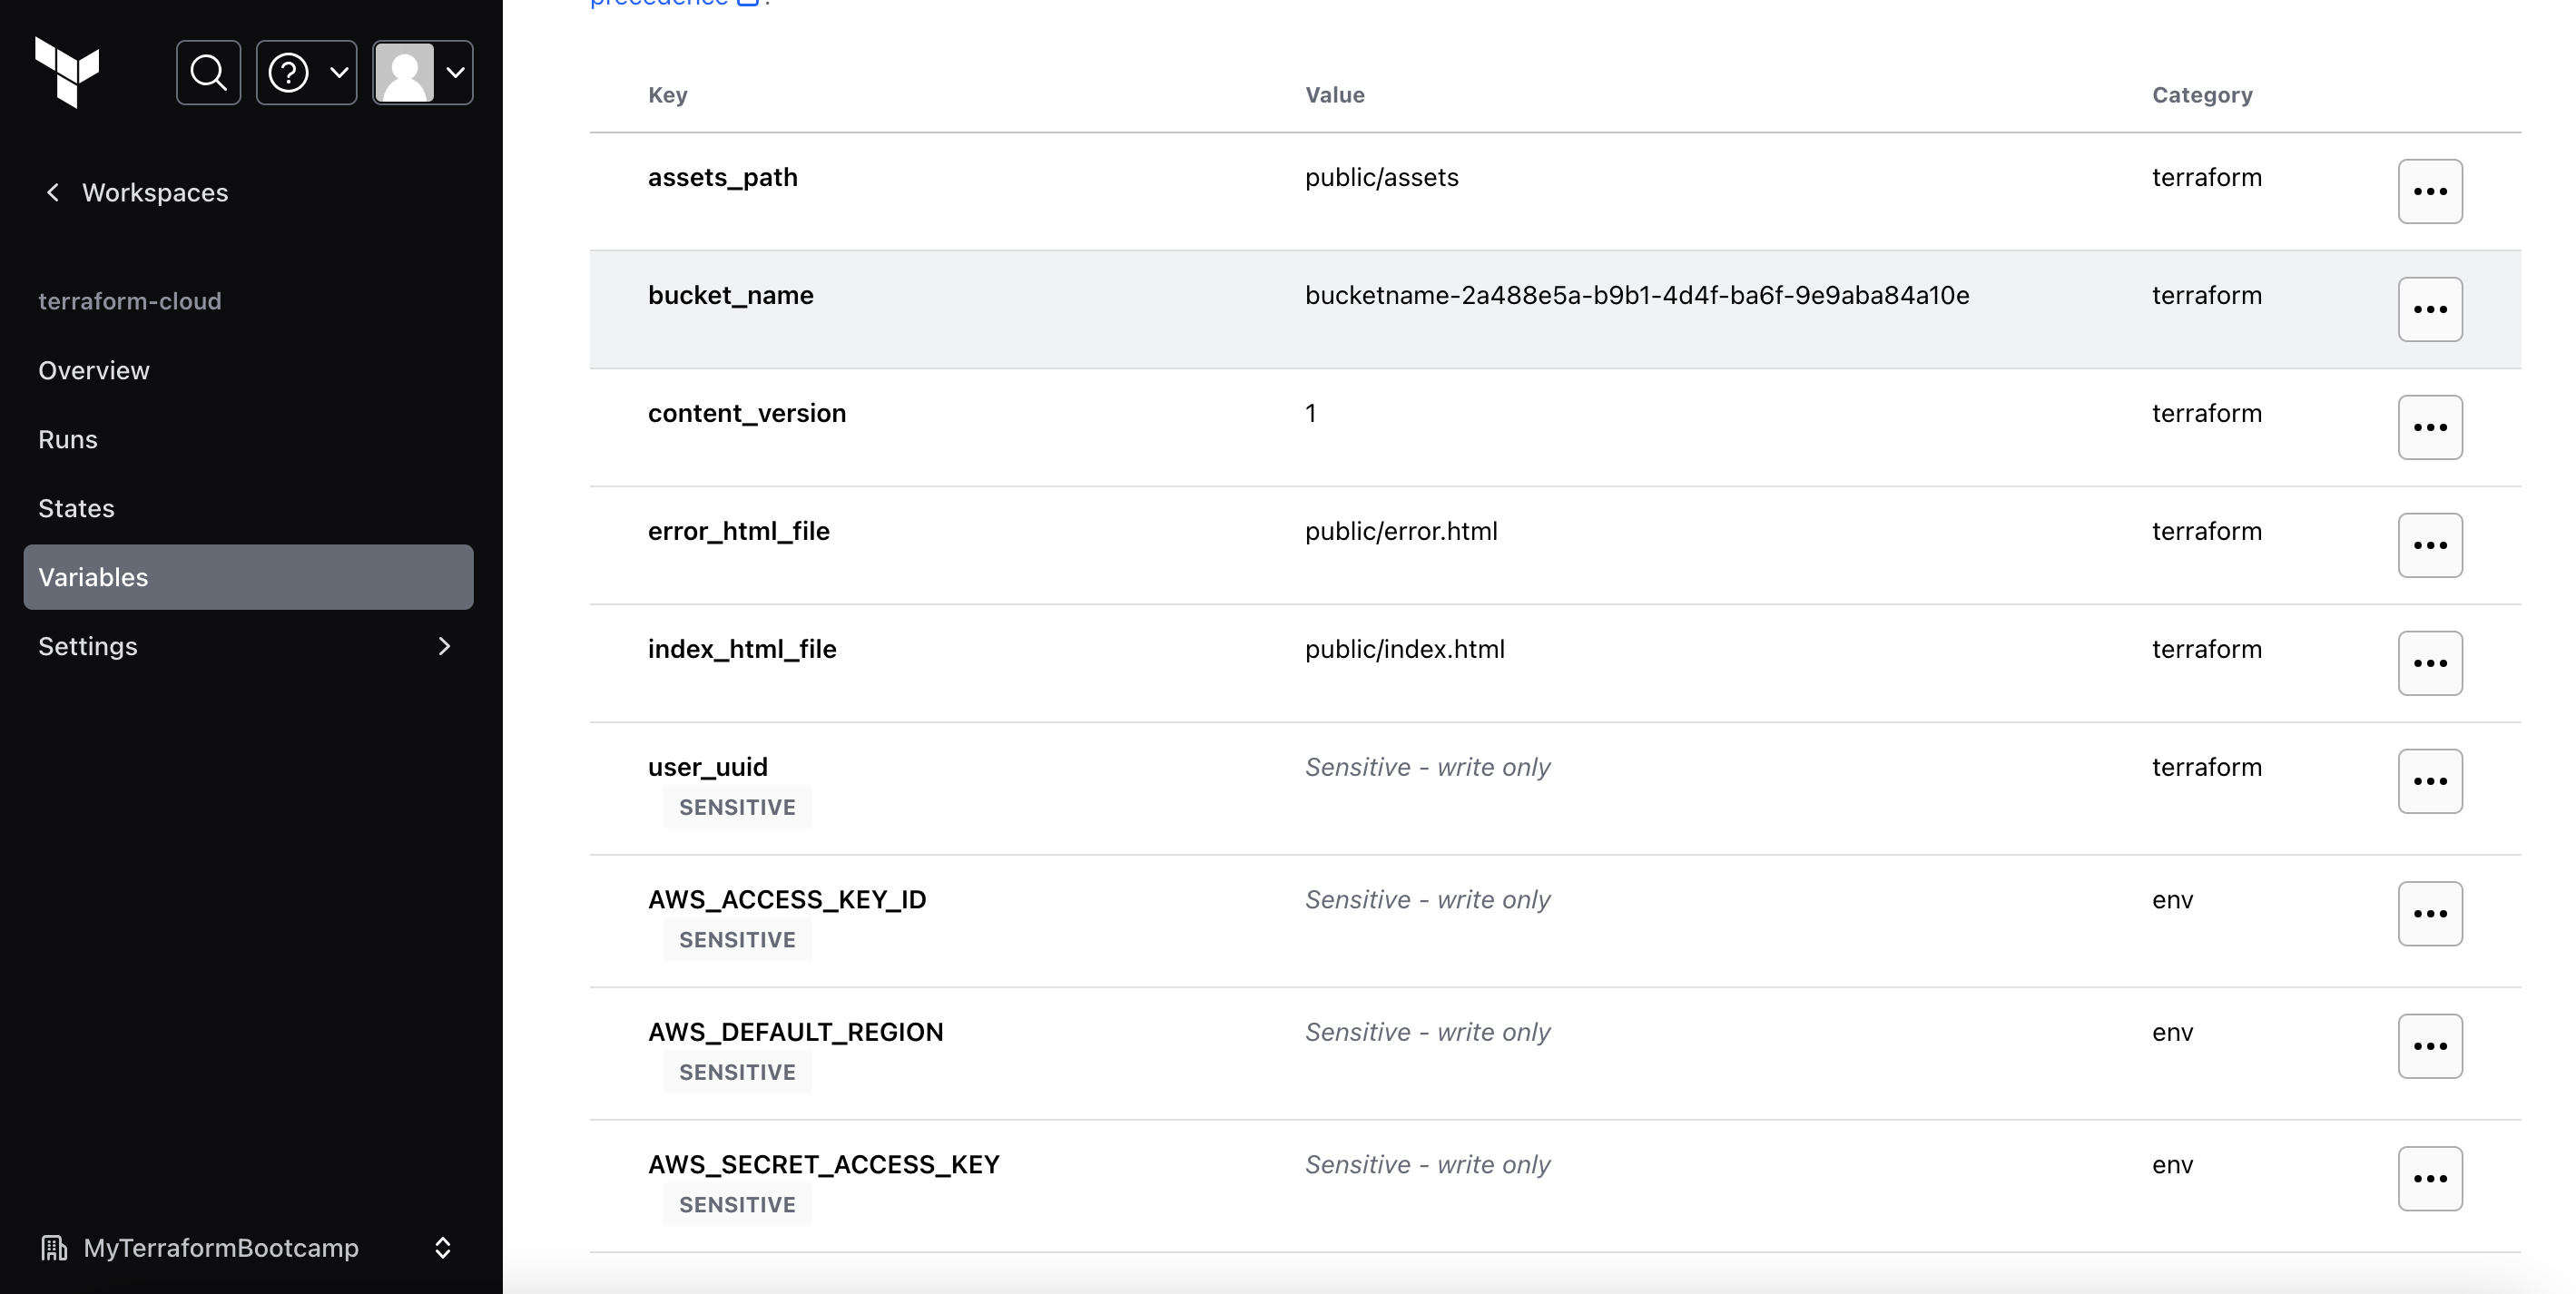 precedence .
Workspaces
terraform-cloud
Overview
Runs
States
Variables
Settings
MyTerraformBootcamp
Key Value Category
assets_path public/assets terraform
bucket_name bucketname-2a488e5a-b9b1-4d4f-ba6f-9e9aba84a10e terraform
content_version 1 terraform
error_html_file public/error.html terraform
index_html_file public/index.html terraform
user_uuid Sensitive - write only terraform
SENSITIVE
AWS_ACCESS_KEY_ID Sensitive - write only env
SENSITIVE
AWS_DEFAULT_REGION Sensitive - write only env
SENSITIVE
AWS_SECRET_ACCESS_KEY Sensitive - write only env
SENSITIVE